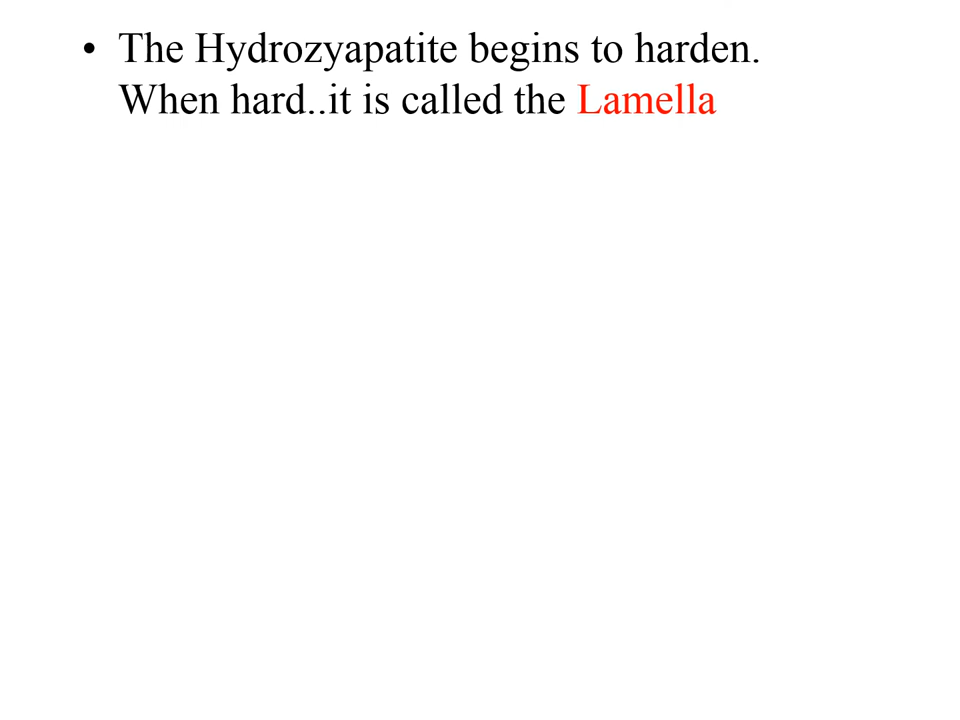 • The Hydrozyapatite begins to harden.
When hard..it is called the Lamella